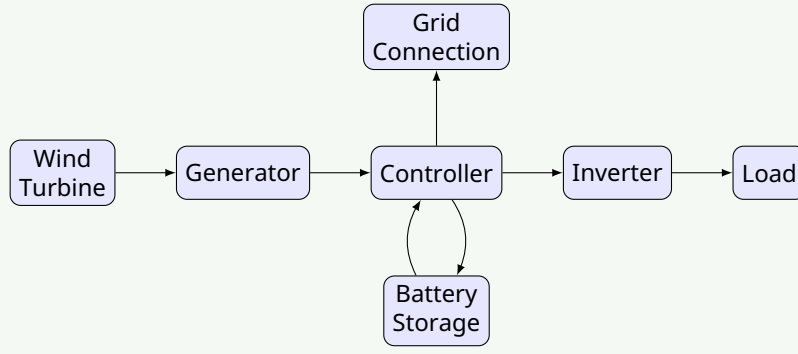 Grid
Connection
Wind
Turbine
Generator
Controller
Inverter
Load
Battery
Storage